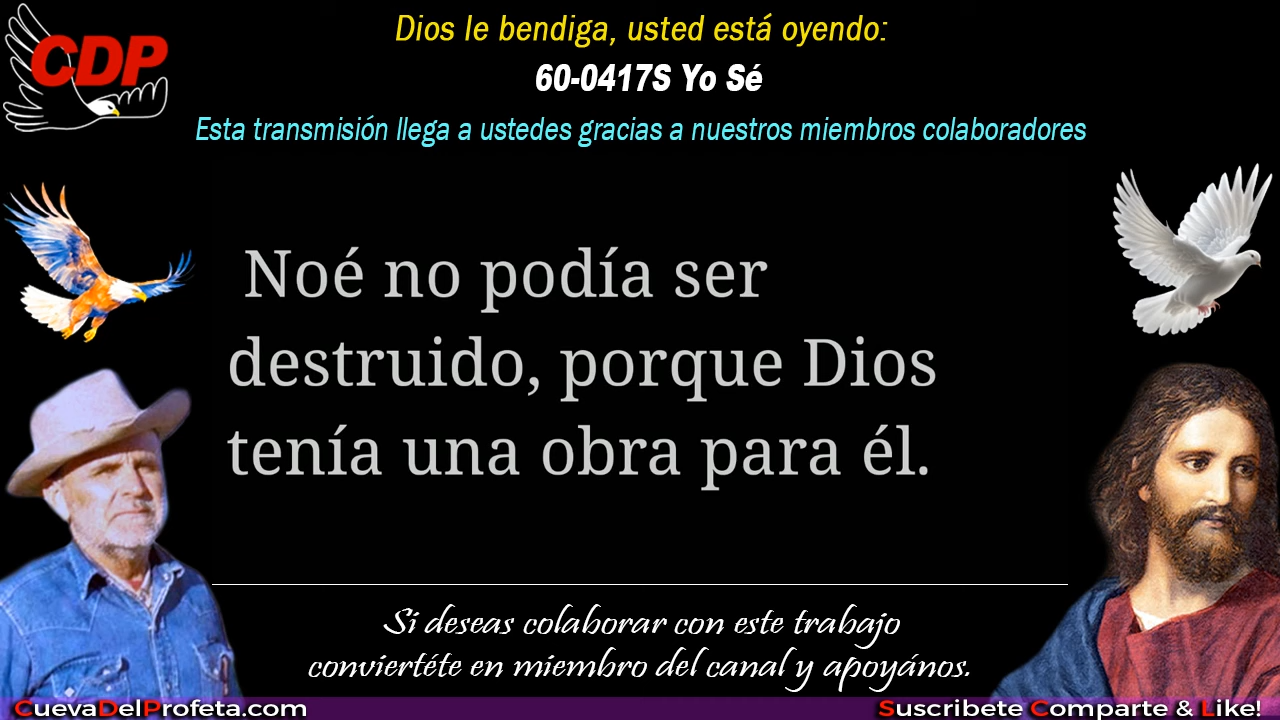 CDP
Dios le bendiga, usted está oyendo:
60-0417S Yo Sé
Esta transmisión llega a ustedes gracias a nuestros miembros colaboradores
Noé no podía ser
destruido, porque Dios
tenía una obra para él.
Si deseas colaborar con este trabajo
conviertéte en miembro del canal y apoyános.
CuevaDelProfeta.com
Suscribete Comparte & Like!